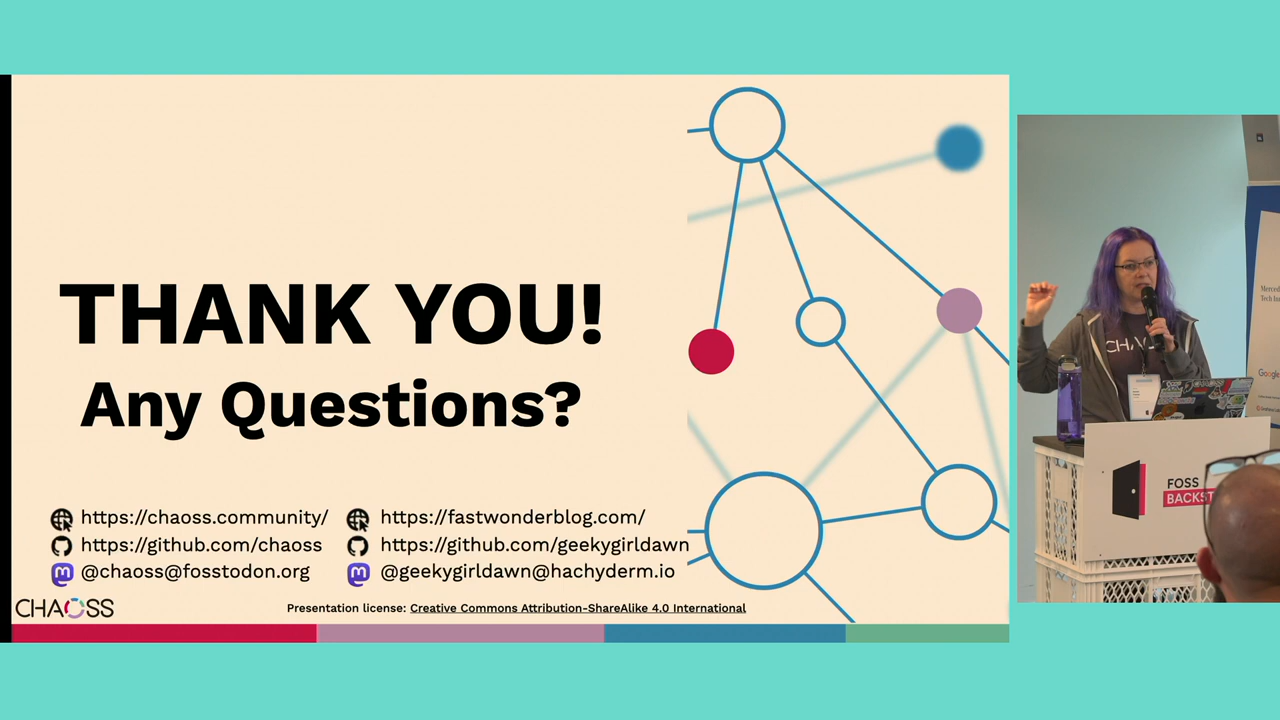 THANK YOU!
Any Questions?
https://chaoss.community/
https://github.com/chaoss
@chaoss@fosstodon.org
https://fastwonderblog.com/
https://github.com/geekygirldawn
@geekygirldawn@hachyderm.io
CHAOSS
Presentation license: Creative Commons Attribution-ShareAlike 4.0 International
CHAOSS
FOSS
BACKST
Google